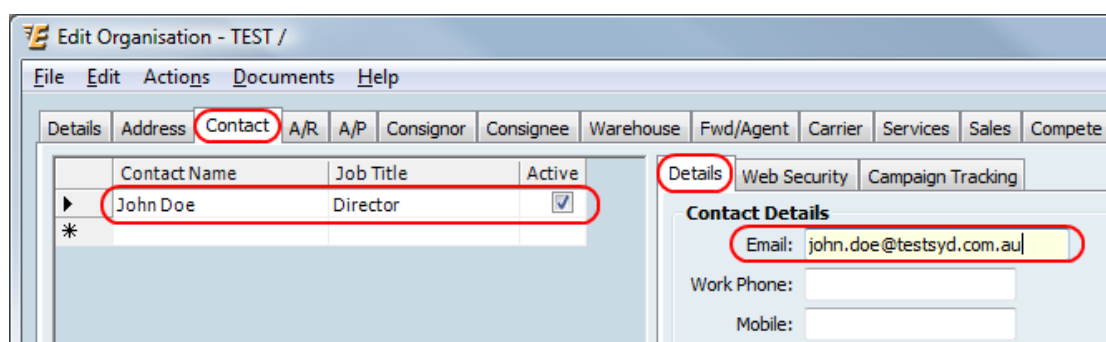 Edit Organisation - TEST /
File Edit Actions Documents Help
Details Address Contact A/R A/P Consignor Consignee Warehouse Fwd/Agent Carrier Services Sales Compete
Contact Name Job Title Active
John Doe Director
Details Web Security Campaign Tracking
Contact Details
Email: john.doe@testsyd.com.au
Work Phone:
Mobile: